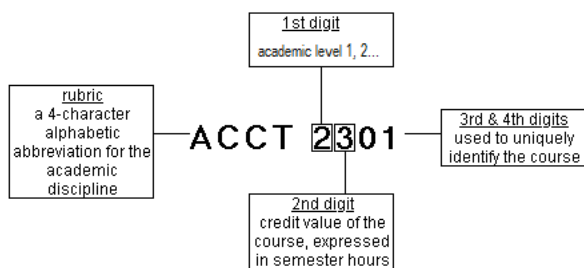 1st digit
academic level 1, 2...
rubric
a 4-character
alphabetic
abbreviation for the
academic
discipline
ACCT 2301
3rd & 4th digits
used to uniquely
identify the course
2nd digit
credit value of the
course, expressed
in semester hours